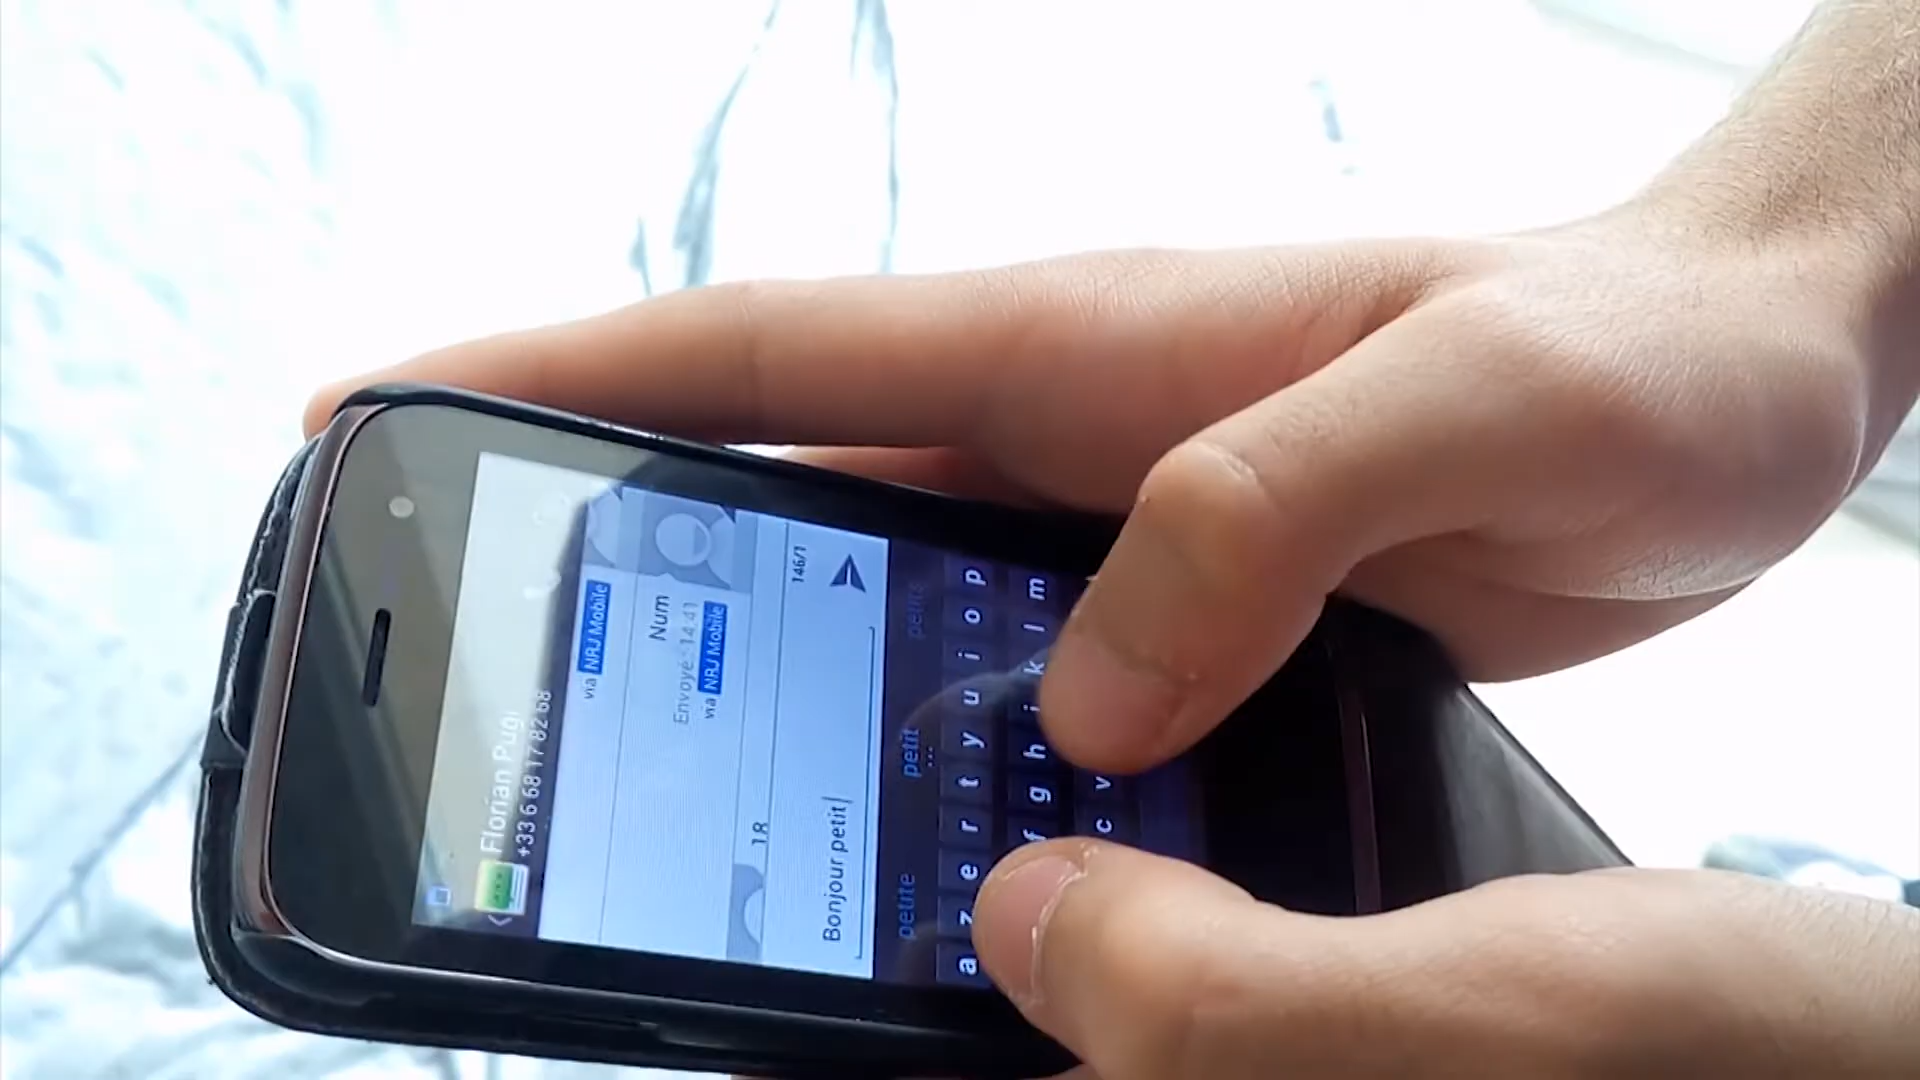 Florian Pugi
+33 6 68 17 82 68
via NRJ Mobile
Num
Envoyé : 14:41
via NRJ Mobile
18
146/1
Bonjour petit
petite petit petits
...
a z e r t y u i o p
f g h j k l m
c v